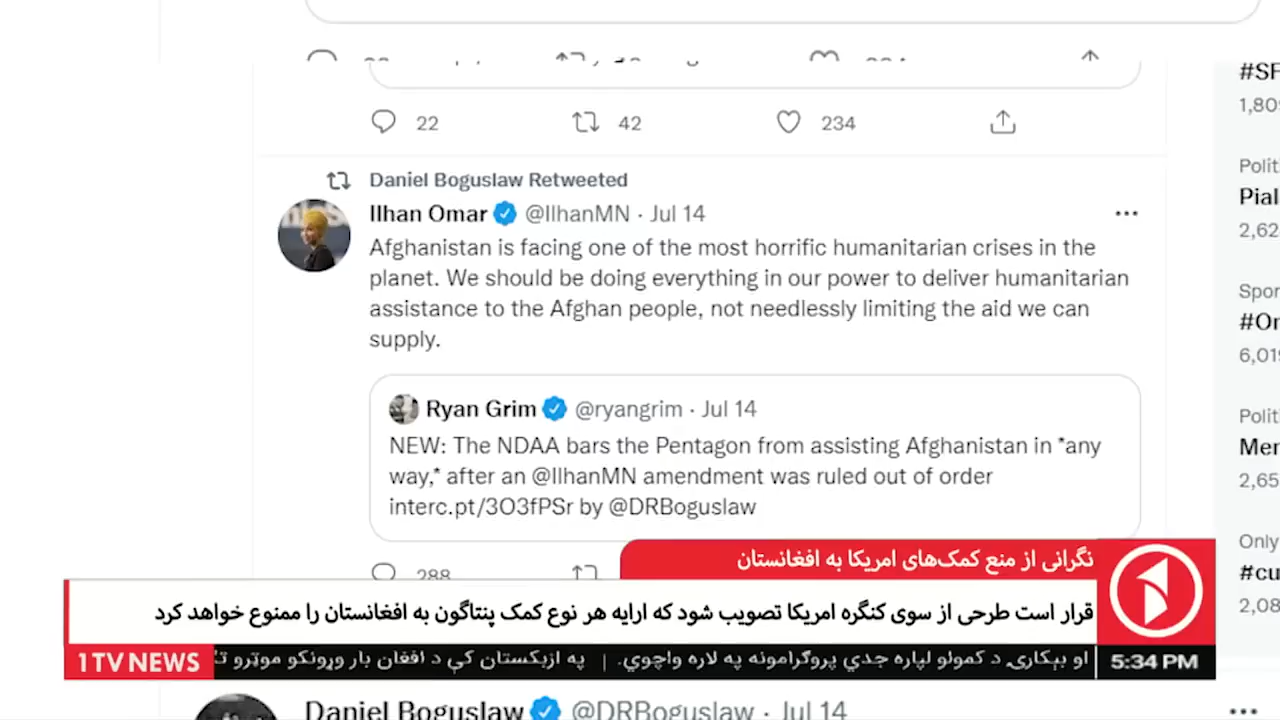 22
42
234
Daniel Boguslaw Retweeted
Ilhan Omar @IlhanMN · Jul 14
Afghanistan is facing one of the most horrific humanitarian crises in the
planet. We should be doing everything in our power to deliver humanitarian
assistance to the Afghan people, not needlessly limiting the aid we can
supply.
Ryan Grim @ryangrim · Jul 14
NEW: The NDAA bars the Pentagon from assisting Afghanistan in *any
way,* after an @IlhanMN amendment was ruled out of order
interc.pt/3O3fPSr by @DRBoguslaw
288
#SF
1,80
Polit
Pial
2,62
Spor
#Or
6,019
Polit
Mer
2,65
Only
#cu
2,08
نگرانی از منع کمک‌های امریکا به افغانستان
قرار است طرحی از سوی کنگره امریکا تصویب شود که ارایه هر نوع کمک پنتاگون به افغانستان را ممنوع خواهد کرد
1TV NEWS
او بېکارۍ د کمولو لپاره جدي پروګرامونه په لاره واچوي. | په ازبکستان کې د افغان بار وړونکو موټرو تا
5:34 PM
Daniel Boguslaw @DRBoguslaw · Jul 14